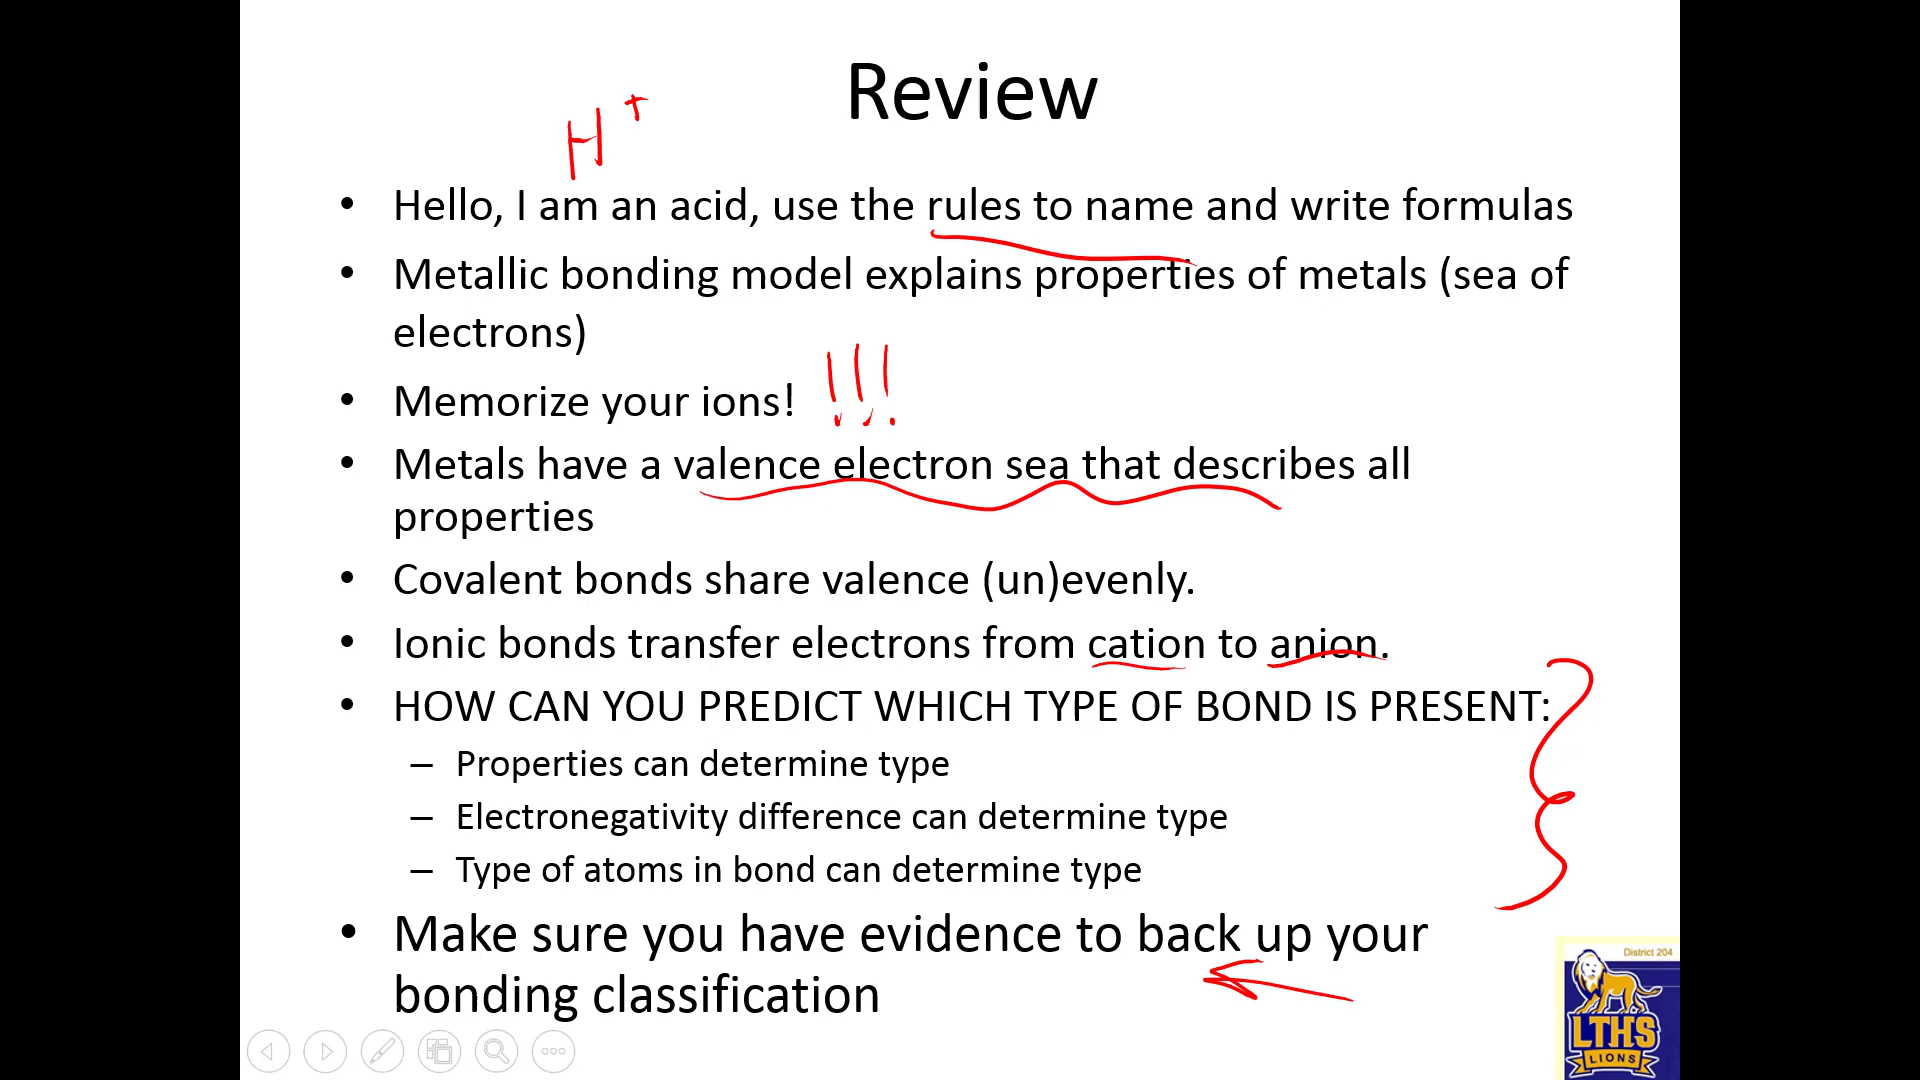 Review
H+
• Hello, I am an acid, use the rules to name and write formulas
• Metallic bonding model explains properties of metals (sea of
electrons)
• Memorize your ions! !!!
• Metals have a valence electron sea that describes all
properties
• Covalent bonds share valence (un)evenly.
• Ionic bonds transfer electrons from cation to anion.
• HOW CAN YOU PREDICT WHICH TYPE OF BOND IS PRESENT:
– Properties can determine type
– Electronegativity difference can determine type
– Type of atoms in bond can determine type
• Make sure you have evidence to back up your
bonding classification
District 204
LTHS
LIONS